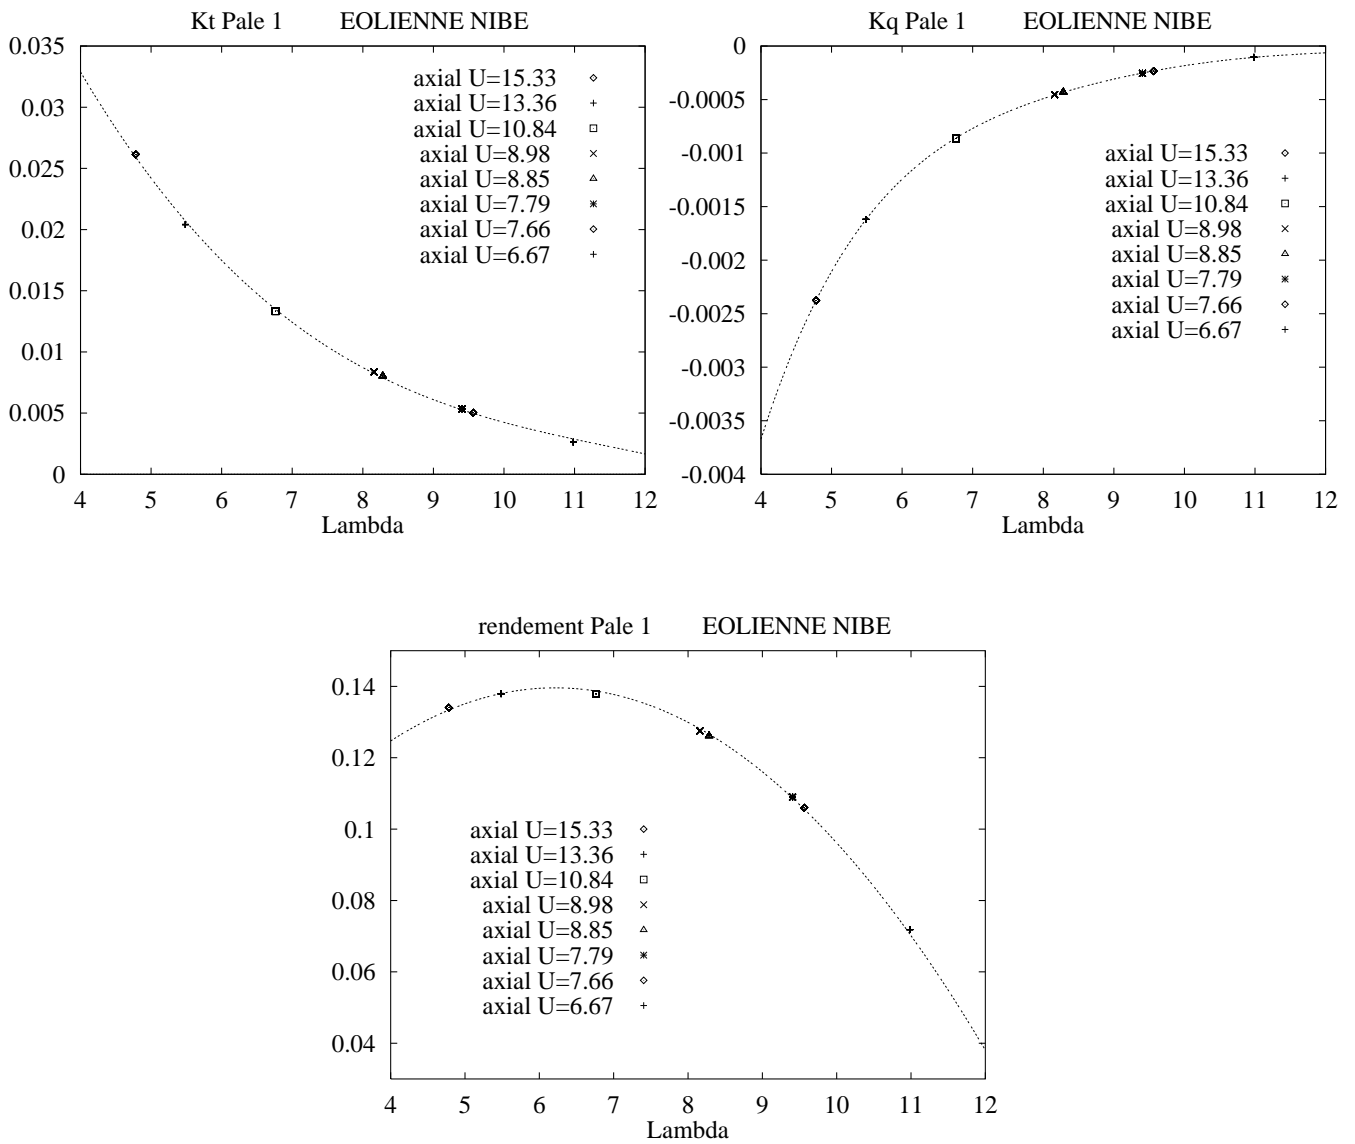 Kt Pale 1 EOLIENNE NIBE
0.035
0.03
0.025
0.02
0.015
0.01
0.005
0
axial U=15.33
axial U=13.36
axial U=10.84
axial U=8.98
axial U=8.85
axial U=7.79
axial U=7.66
axial U=6.67
4 5 6 7 8 9 10 11 12
Lambda
Kq Pale 1 EOLIENNE NIBE
0
-0.0005
-0.001
-0.0015
-0.002
-0.0025
-0.003
-0.0035
-0.004
axial U=15.33
axial U=13.36
axial U=10.84
axial U=8.98
axial U=8.85
axial U=7.79
axial U=7.66
axial U=6.67
4 5 6 7 8 9 10 11 12
Lambda
rendement Pale 1 EOLIENNE NIBE
0.14
0.12
0.1
0.08
0.06
0.04
axial U=15.33
axial U=13.36
axial U=10.84
axial U=8.98
axial U=8.85
axial U=7.79
axial U=7.66
axial U=6.67
4 5 6 7 8 9 10 11 12
Lambda